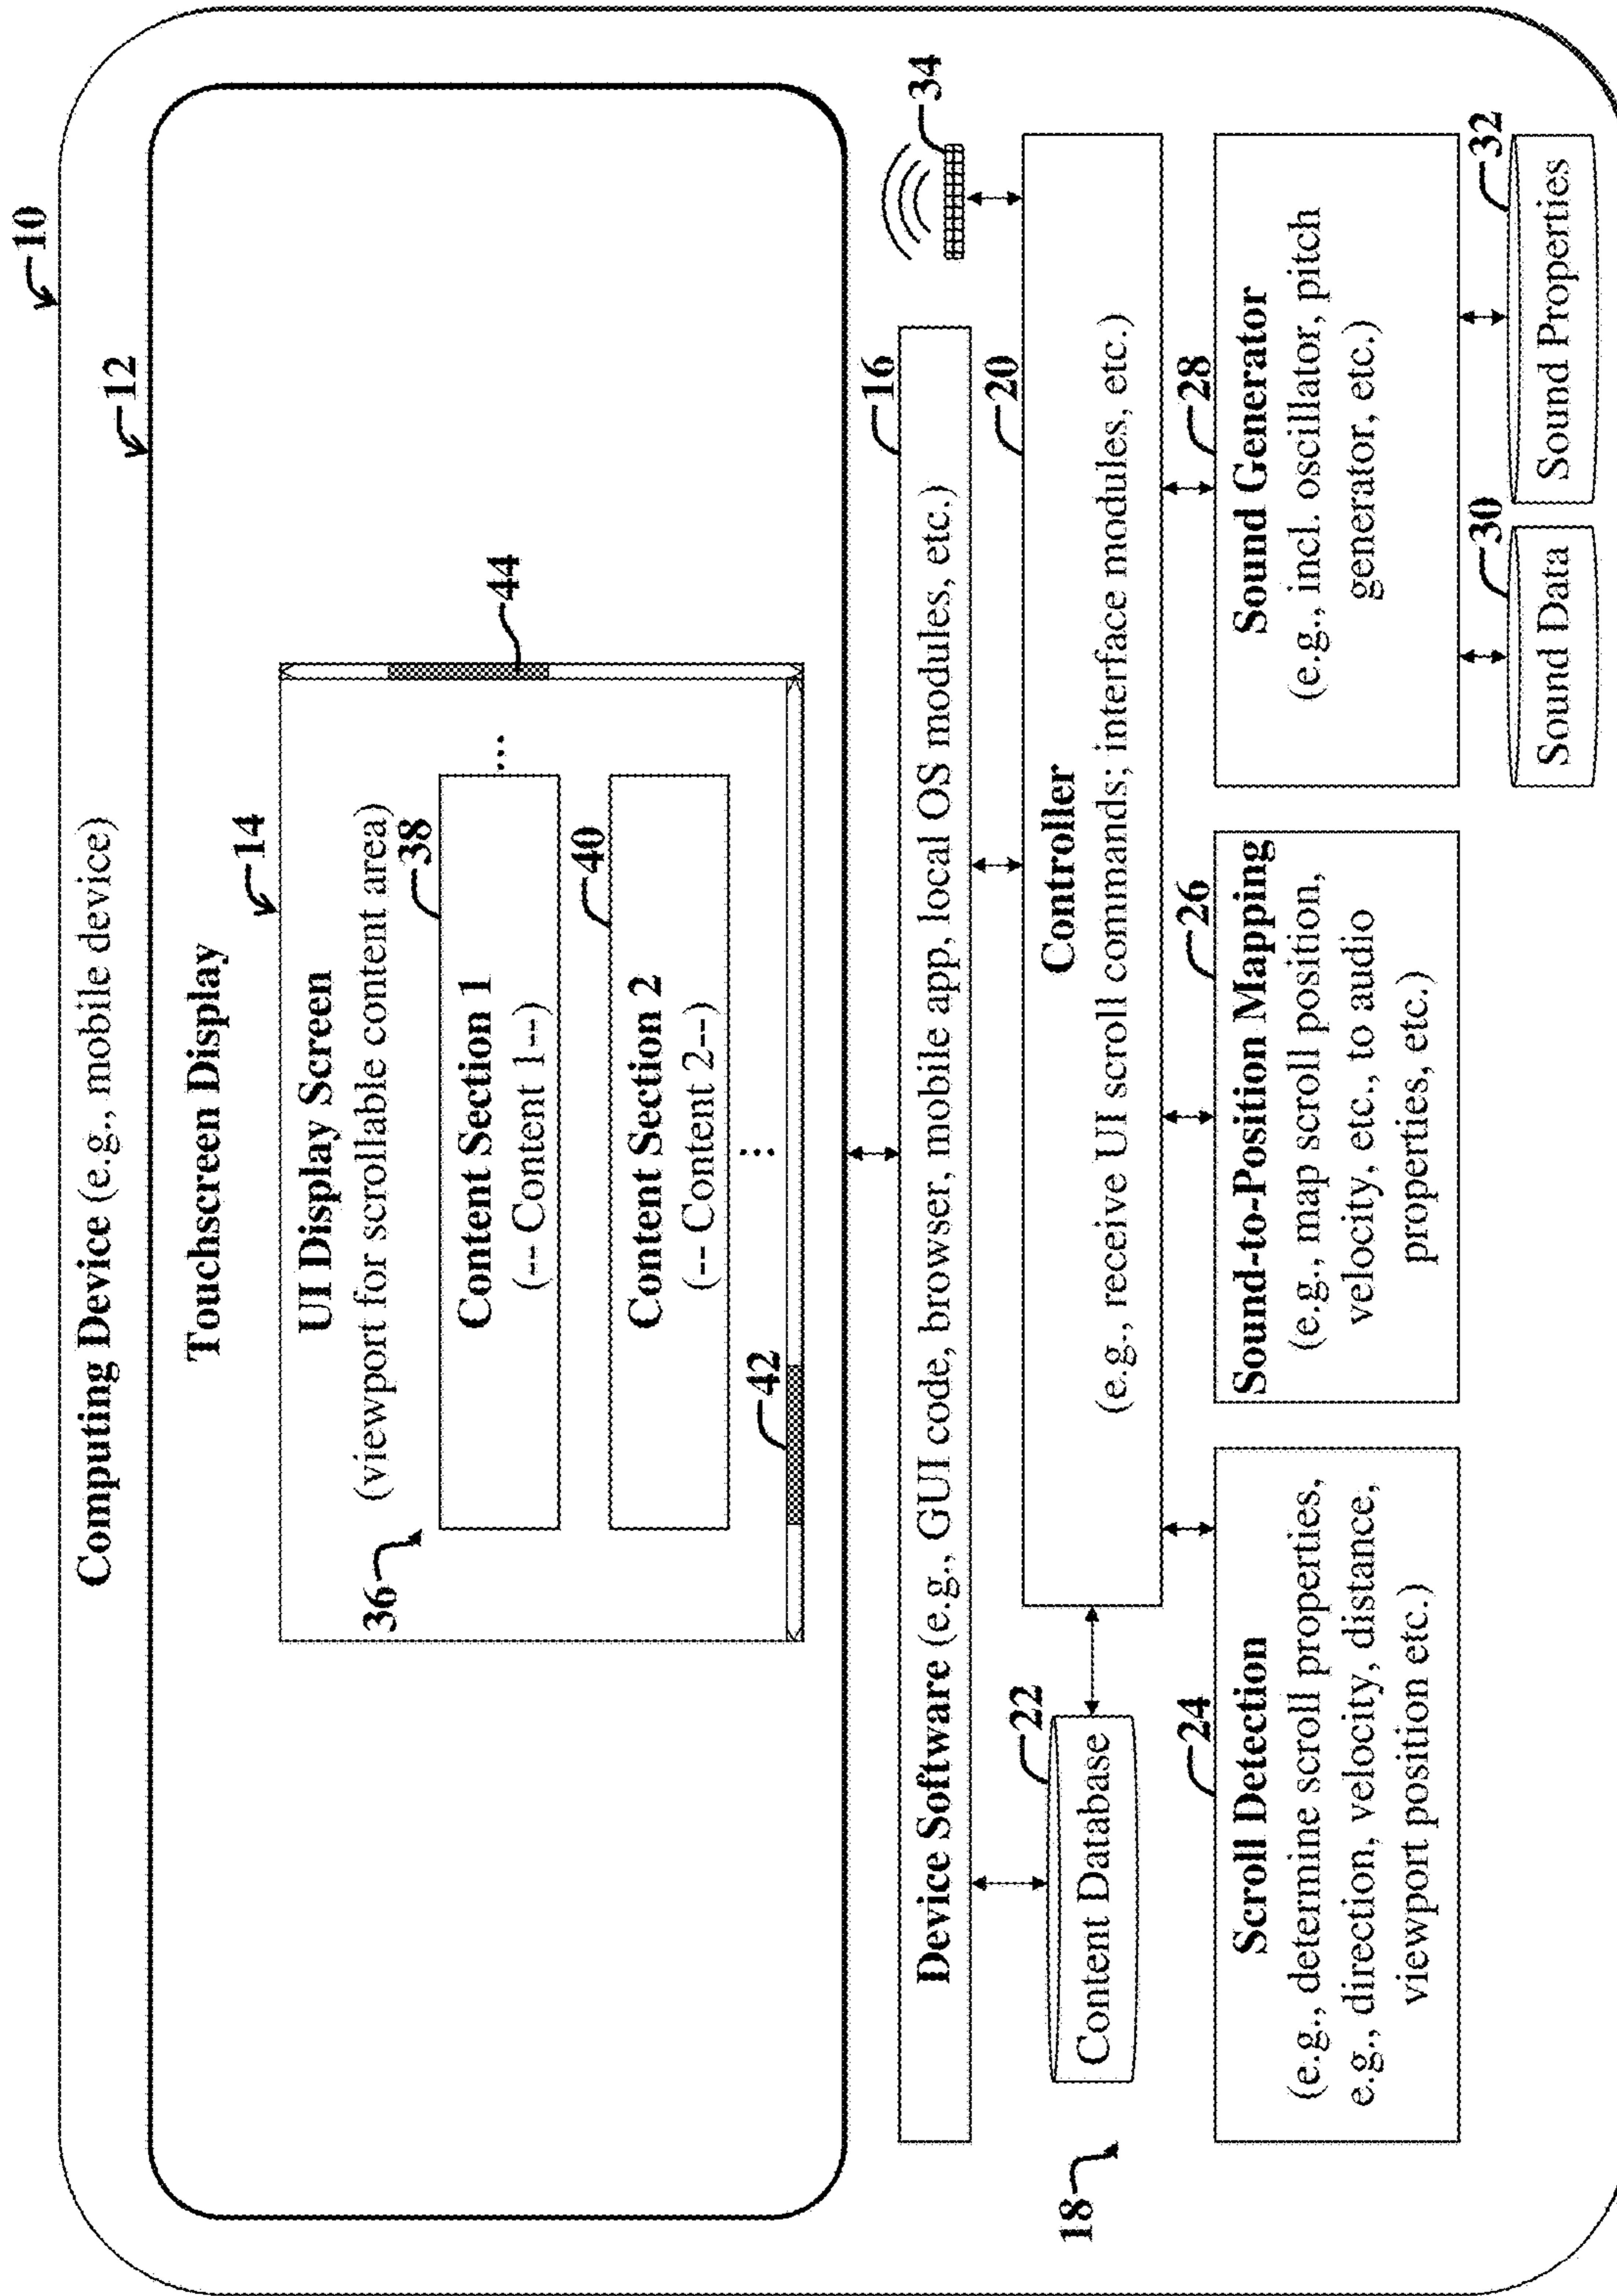 10
Computing Device (e.g., mobile device)
12
Touchscreen Display
14
UI Display Screen
(viewport for scrollable content area)
36
38
Content Section 1
(-- Content 1--)
...
44
40
Content Section 2
(-- Content 2--)
...
42
16
34
Device Software (e.g., GUI code, browser, mobile app, local OS modules, etc.)
18
22
Content Database
20
Controller
(e.g., receive UI scroll commands; interface modules, etc.)
24
Scroll Detection
(e.g., determine scroll properties,
e.g., direction, velocity, distance,
viewport position etc.)
26
Sound-to-Position Mapping
(e.g., map scroll position,
velocity, etc., to audio
properties, etc.)
28
Sound Generator
(e.g., incl. oscillator, pitch
generator, etc.)
30
Sound Data
32
Sound Properties